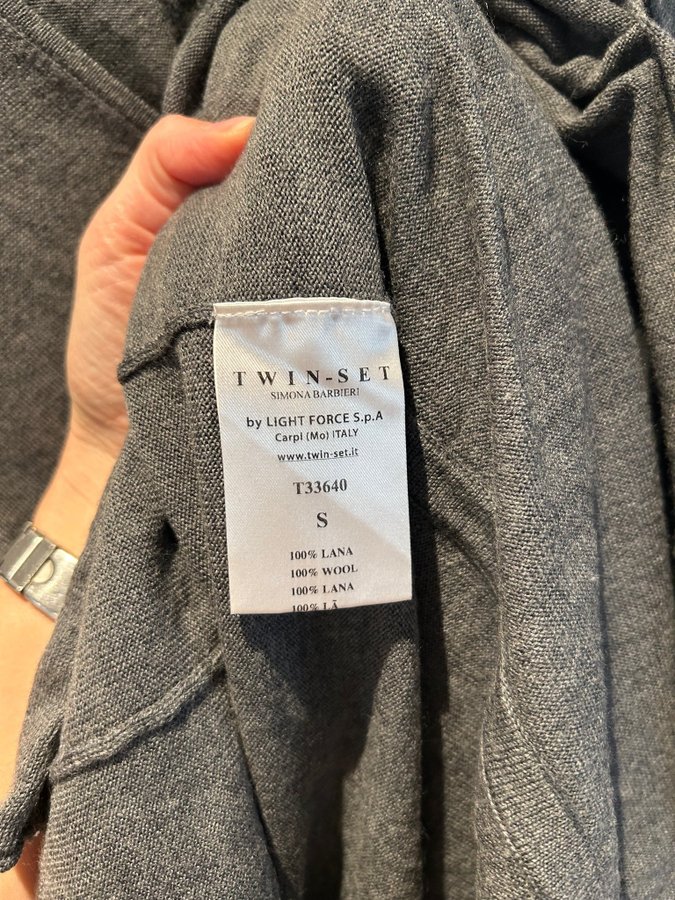 TWIN-SET
SIMONA BARBIERI
by LIGHT FORCE S.p.A
Carpi (Mo) ITALY
www.twin-set.it
T33640
S
100% LANA
100% WOOL
100% LANA
100% LÃ